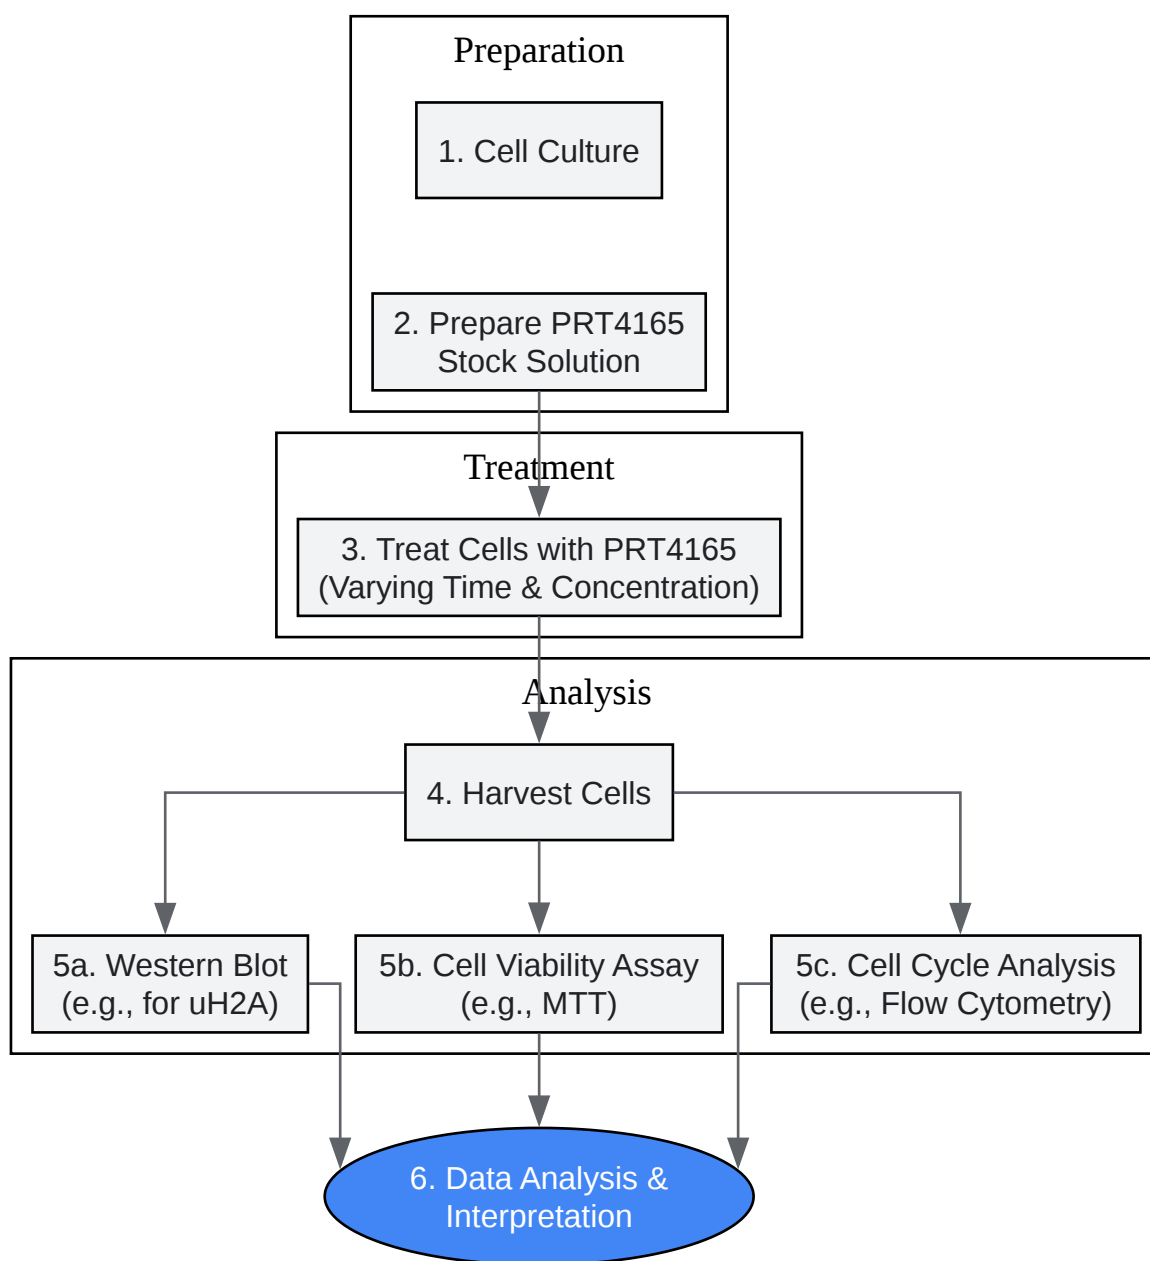 Preparation
1. Cell Culture
2. Prepare PRT4165
Stock Solution
Treatment
3. Treat Cells with PRT4165
(Varying Time & Concentration)
Analysis
4. Harvest Cells
5a. Western Blot
(e.g., for uH2A)
5b. Cell Viability Assay
(e.g., MTT)
5c. Cell Cycle Analysis
(e.g., Flow Cytometry)
6. Data Analysis &
Interpretation